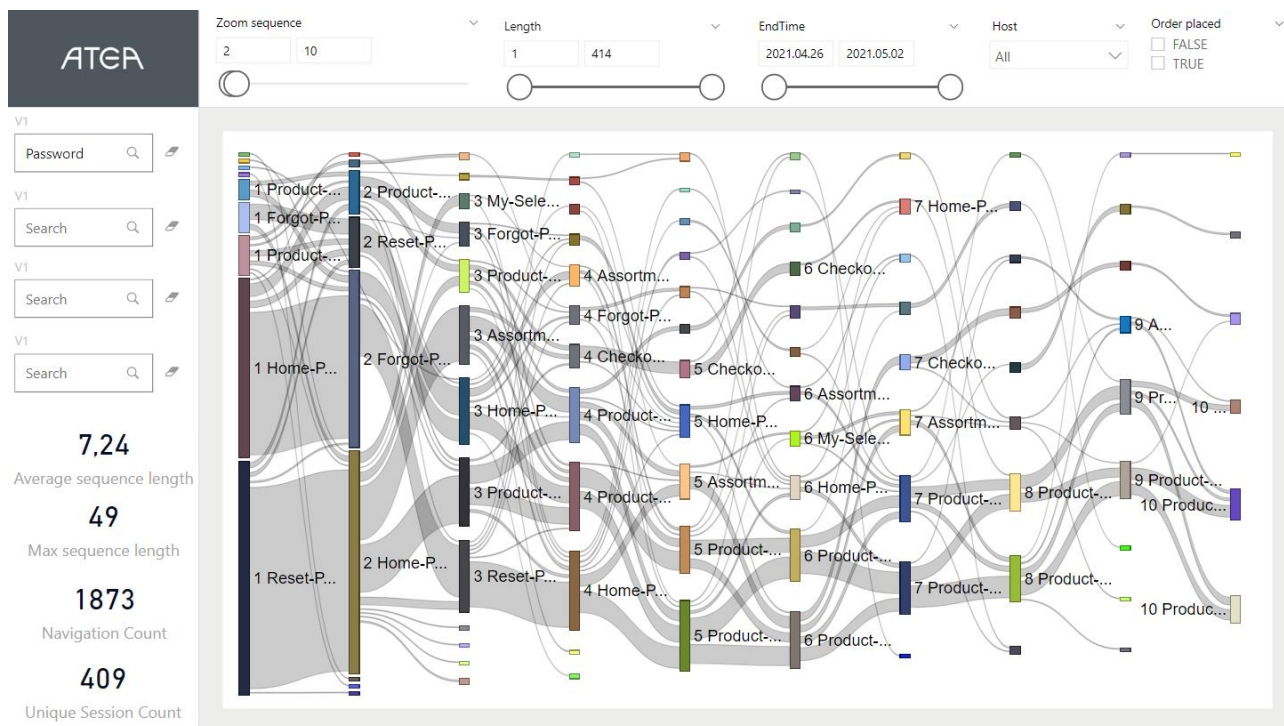 ATEA
Zoom sequence
2
10
Length
1
414
EndTime
2021.04.26
2021.05.02
Host
All
Order placed
FALSE
TRUE
V1
Password
V1
Search
V1
Search
V1
Search
7,24
Average sequence length
49
Max sequence length
1873
Navigation Count
409
Unique Session Count
1 Product-...
1 Forgot-P...
1 Product-...
1 Home-P...
1 Reset-P...
2 Product-...
2 Reset-P...
2 Forgot-P...
2 Home-P...
3 My-Sele...
3 Forgot-P...
3 Product-...
3 Assortm...
3 Home-P...
3 Product-...
3 Reset-P...
4 Assortm...
4 Forgot-P...
4 Checko...
4 Product-...
4 Product-...
4 Home-P...
5 Checko...
5 Home-P...
5 Assortm...
5 Product-...
5 Product-...
6 Checko...
6 Assortm...
6 My-Sele...
6 Home-P...
6 Product-...
6 Product-...
7 Home-P...
7 Checko...
7 Assortm...
7 Product-...
7 Product-...
8 Product-...
8 Product-...
9 A...
9 Pr...
9 Product-...
10 ...
10 Produc...
10 Produc...